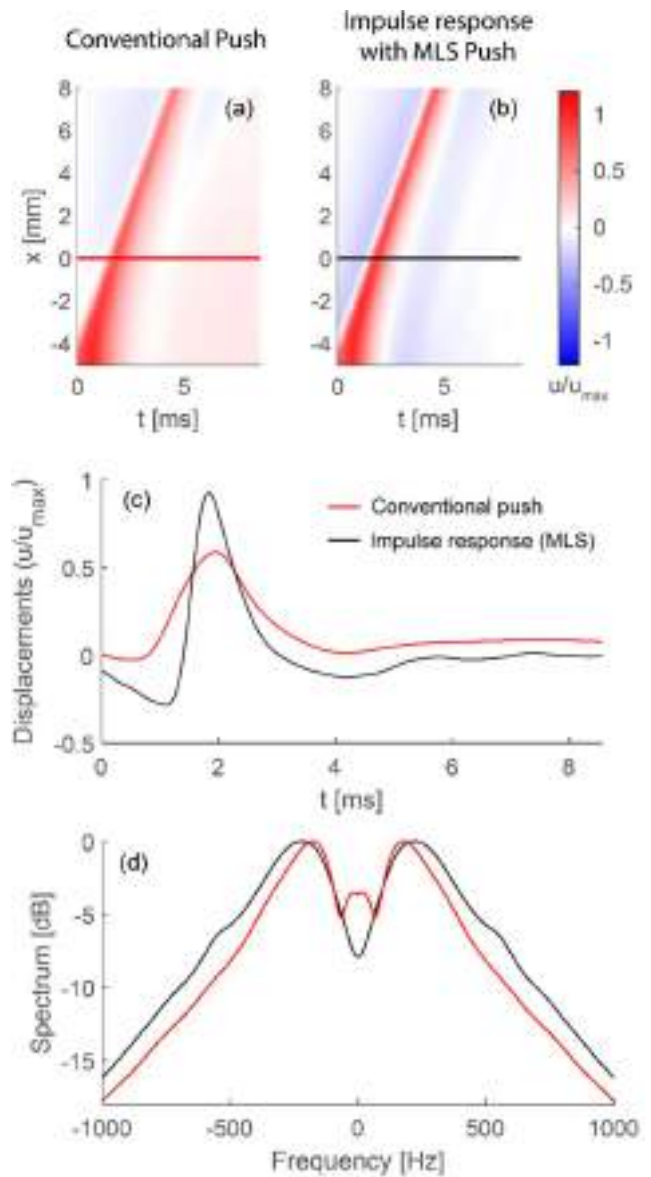 Conventional Push
Impulse response
with MLS Push
8
6
4
2
0
-2
-4
x [mm]
(a)
0
5
t [ms]
8
6
4
2
0
-2
-4
(b)
0
5
t [ms]
1
0.5
0
-0.5
-1
u/u_max
1
0.5
0
-0.5
Displacements (u/u_max)
(c)
Conventional push
Impulse response (MLS)
0
2
4
6
8
t [ms]
0
-5
-10
-15
Spectrum [dB]
(d)
-1000
-500
0
500
1000
Frequency [Hz]